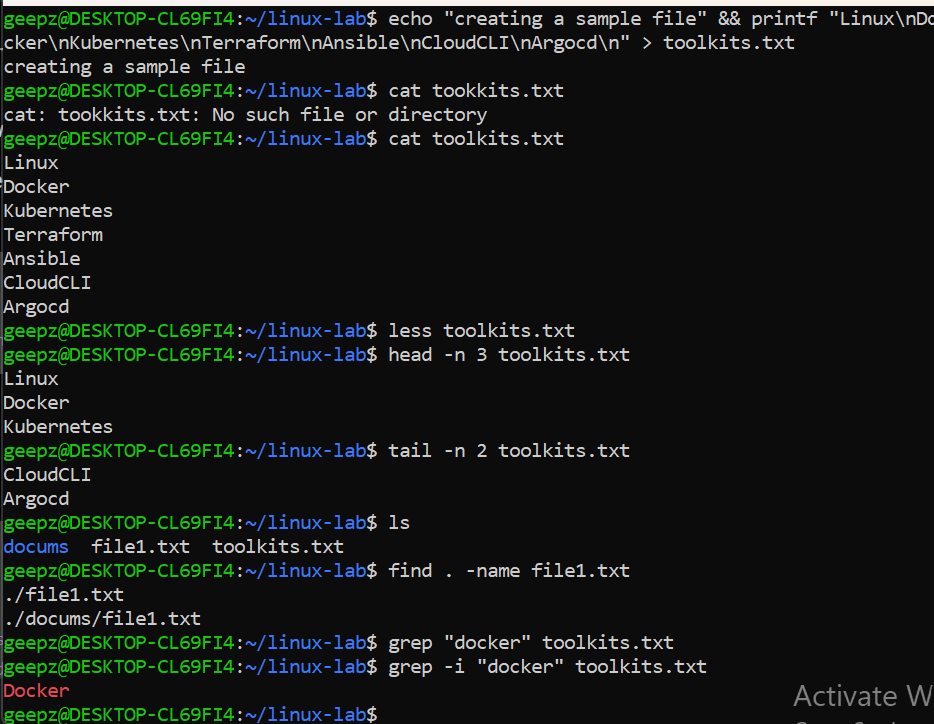 geepz@DESKTOP-CL69FI4:~/linux-lab$ echo "creating a sample file" && printf "Linux\nDo
cker\nKubernetes\nTerraform\nAnsible\nCloudCLI\nArgocd\n" > toolkits.txt
creating a sample file
geepz@DESKTOP-CL69FI4:~/linux-lab$ cat tookkits.txt
cat: tookkits.txt: No such file or directory
geepz@DESKTOP-CL69FI4:~/linux-lab$ cat toolkits.txt
Linux
Docker
Kubernetes
Terraform
Ansible
CloudCLI
Argocd
geepz@DESKTOP-CL69FI4:~/linux-lab$ less toolkits.txt
geepz@DESKTOP-CL69FI4:~/linux-lab$ head -n 3 toolkits.txt
Linux
Docker
Kubernetes
geepz@DESKTOP-CL69FI4:~/linux-lab$ tail -n 2 toolkits.txt
CloudCLI
Argocd
geepz@DESKTOP-CL69FI4:~/linux-lab$ ls
docums  file1.txt  toolkits.txt
geepz@DESKTOP-CL69FI4:~/linux-lab$ find . -name file1.txt
./file1.txt
./docums/file1.txt
geepz@DESKTOP-CL69FI4:~/linux-lab$ grep "docker" toolkits.txt
geepz@DESKTOP-CL69FI4:~/linux-lab$ grep -i "docker" toolkits.txt
Docker
geepz@DESKTOP-CL69FI4:~/linux-lab$
Activate W